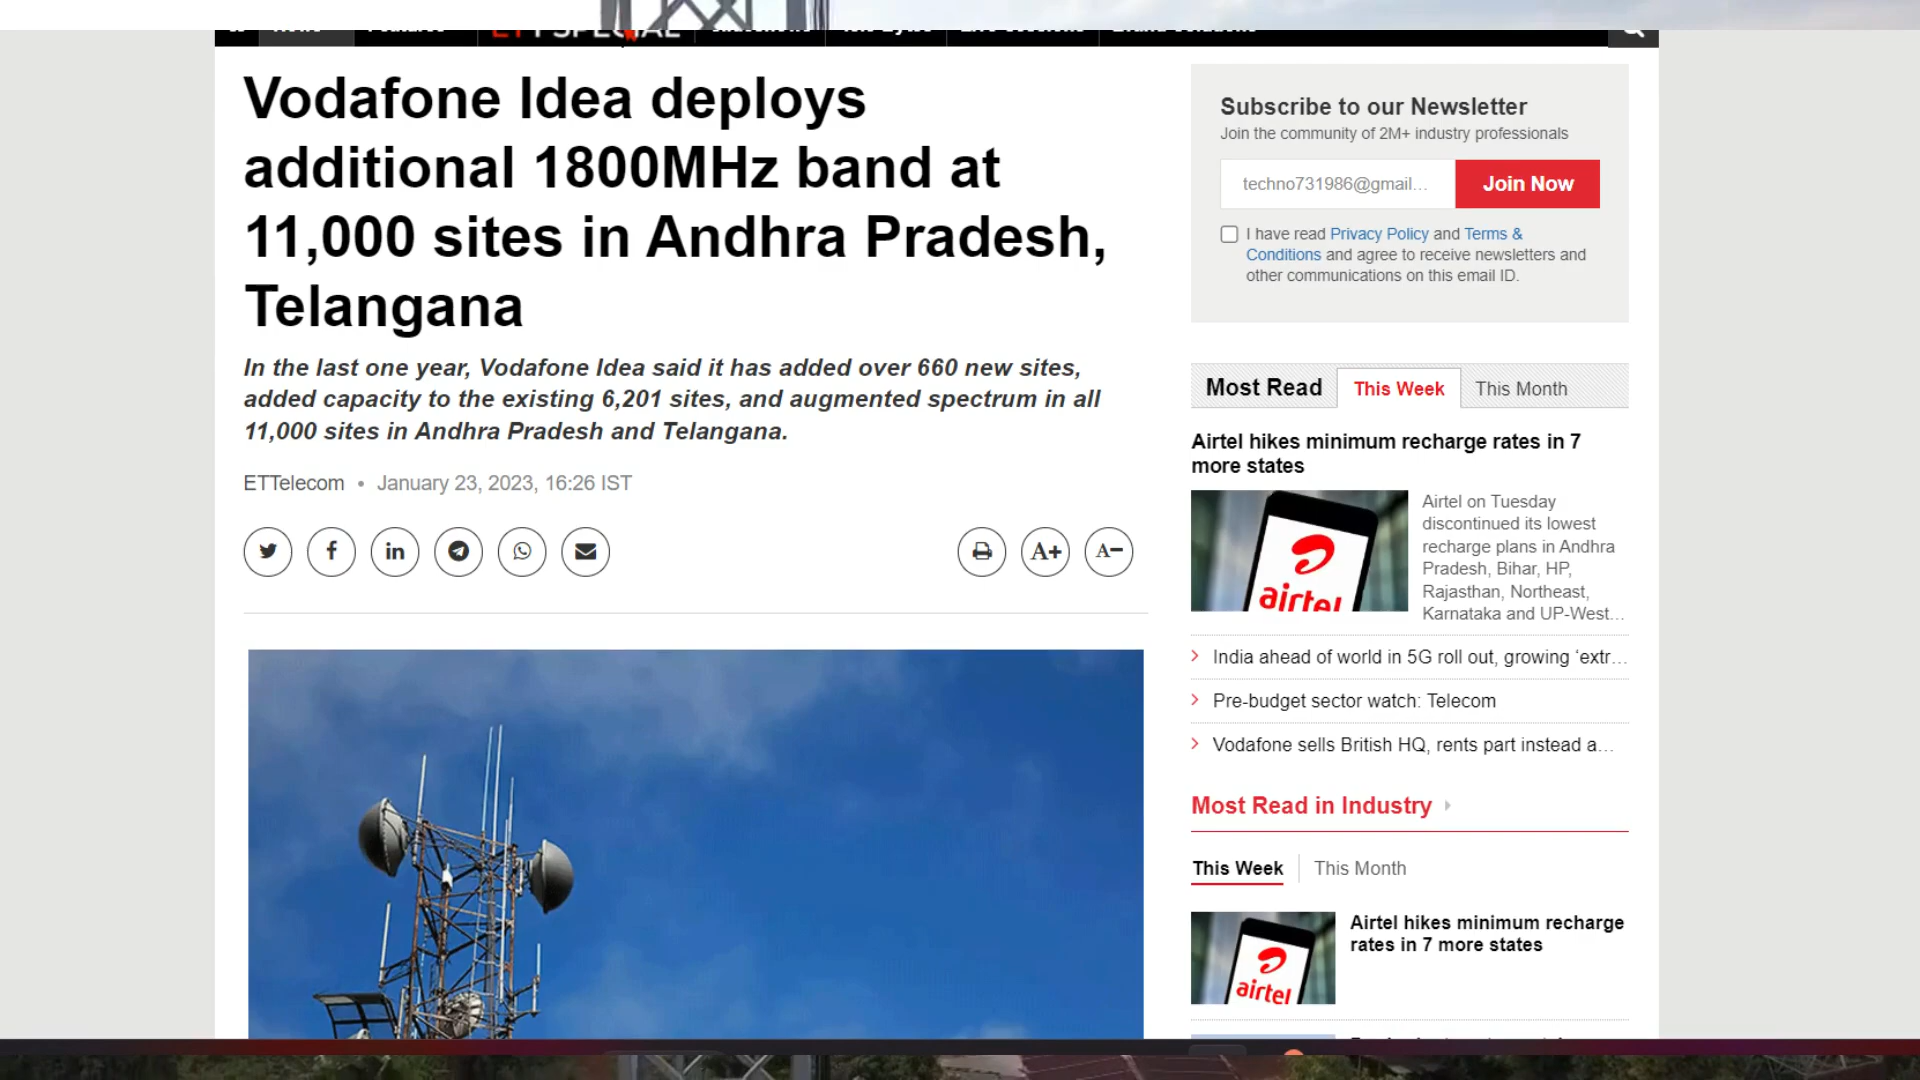 Vodafone Idea deploys
additional 1800MHz band at
11,000 sites in Andhra Pradesh,
Telangana
In the last one year, Vodafone Idea said it has added over 660 new sites,
added capacity to the existing 6,201 sites, and augmented spectrum in all
11,000 sites in Andhra Pradesh and Telangana.
ETTelecom • January 23, 2023, 16:26 IST
A+
A-
Subscribe to our Newsletter
Join the community of 2M+ industry professionals
techno731986@gmail...
Join Now
I have read Privacy Policy and Terms &
Conditions and agree to receive newsletters and
other communications on this email ID.
Most Read
This Week
This Month
Airtel hikes minimum recharge rates in 7
more states
airtel
Airtel on Tuesday
discontinued its lowest
recharge plans in Andhra
Pradesh, Bihar, HP,
Rajasthan, Northeast,
Karnataka and UP-West...
India ahead of world in 5G roll out, growing ‘extr...
Pre-budget sector watch: Telecom
Vodafone sells British HQ, rents part instead a...
Most Read in Industry
This Week
This Month
airtel
Airtel hikes minimum recharge
rates in 7 more states